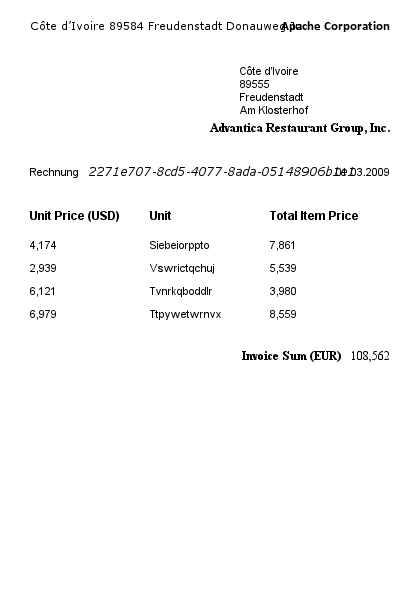 Côte d'Ivoire 89584 Freudenstadt Donauweg Apache Corporation
Côte d'Ivoire
89555
Freudenstadt
Am Klosterhof
Advantica Restaurant Group, Inc.
Rechnung 2271e707-8cd5-4077-8ada-05148906b1e1 .03.2009
Unit Price (USD) Unit Total Item Price
4,174 Siebeiorppto 7,861
2,939 Vswrictqchuj 5,539
6,121 Tvnrkqboddlr 3,980
6,979 Ttpywetwrnvx 8,559
Invoice Sum (EUR) 108,562